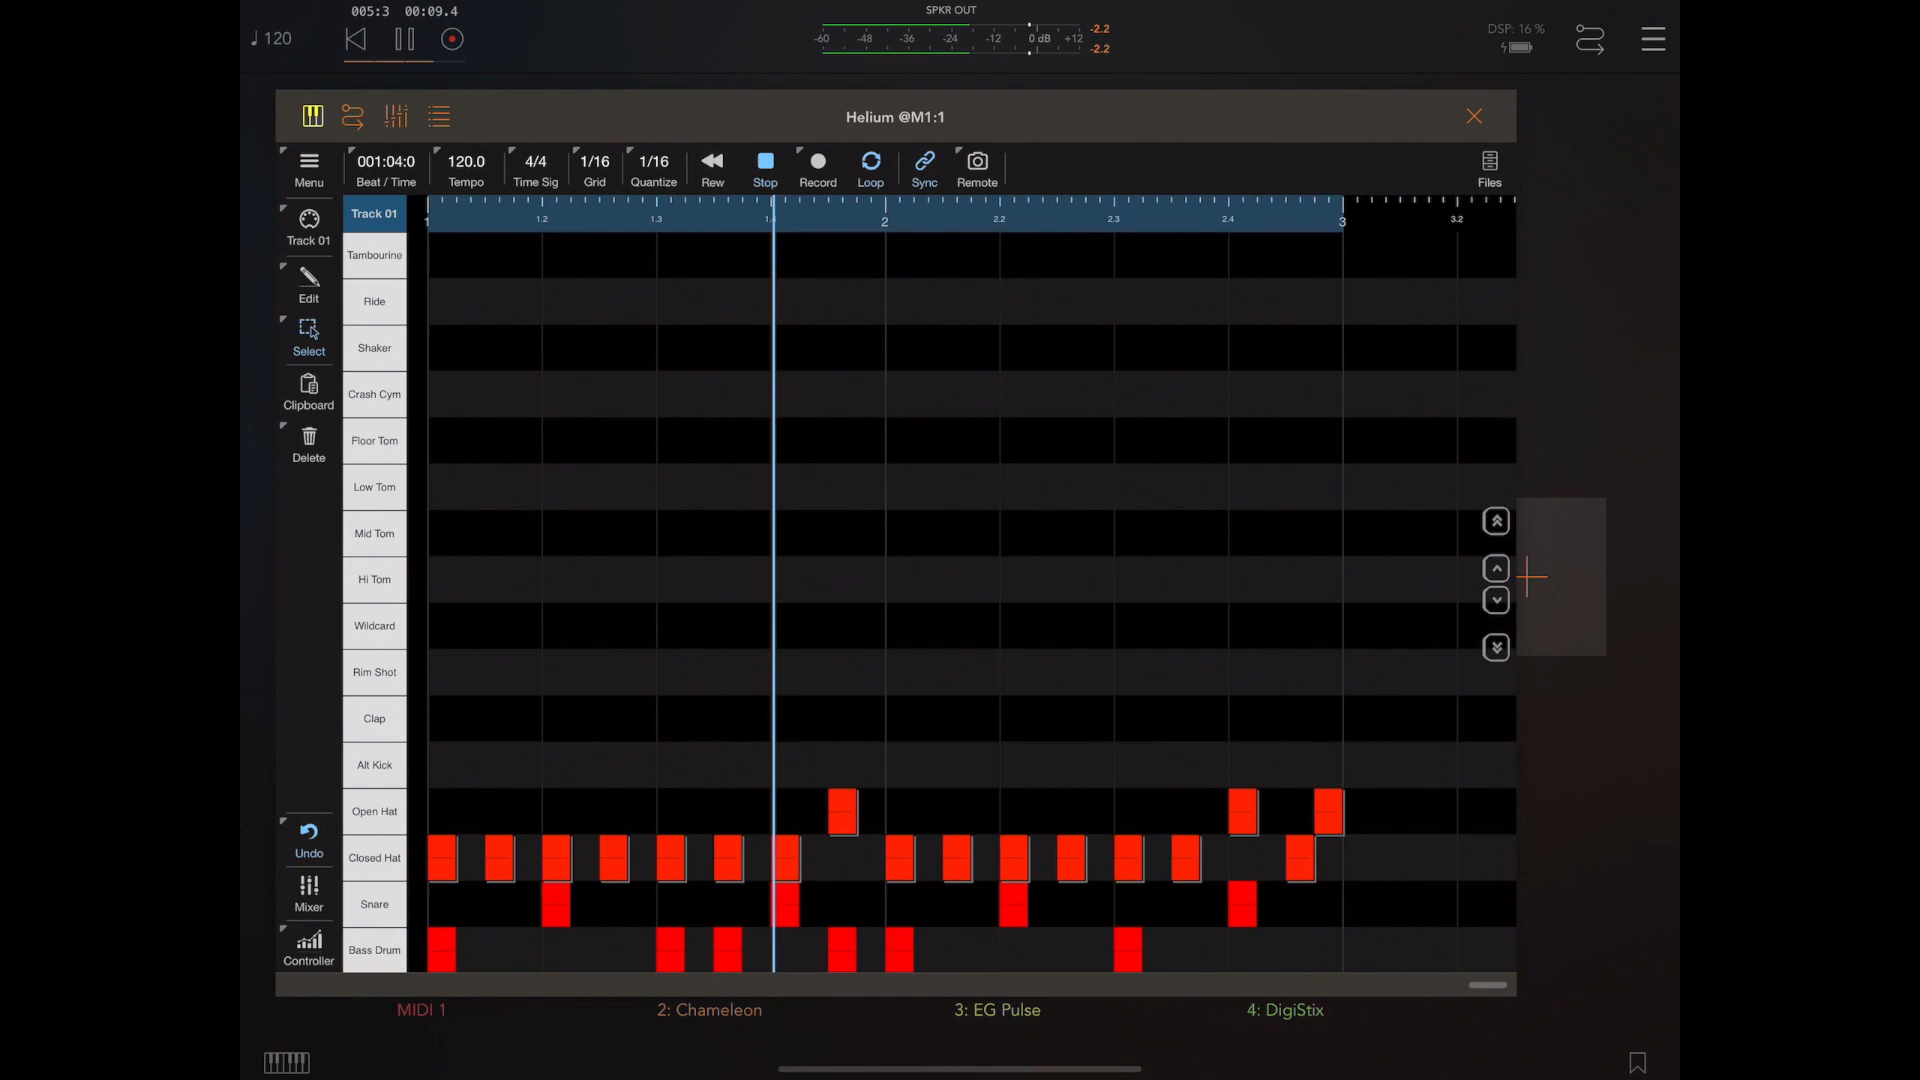 005:3 00:09.4
SPKR OUT
♩ 120
-60 -48 -36 -24 -12 0 dB +12
-2.2
-2.2
DSP: 16 %
Helium @M1:1
Menu
001:04:0
Beat / Time
120.0
Tempo
4/4
Time Sig
1/16
Grid
1/16
Quantize
Rew
Stop
Record
Loop
Sync
Remote
Files
Track 01
Edit
Select
Clipboard
Delete
Undo
Mixer
Controller
Track 01
1 1.2 1.3 1.4 2 2.2 2.3 2.4 3 3.2
Tambourine
Ride
Shaker
Crash Cym
Floor Tom
Low Tom
Mid Tom
Hi Tom
Wildcard
Rim Shot
Clap
Alt Kick
Open Hat
Closed Hat
Snare
Bass Drum
MIDI 1
2: Chameleon
3: EG Pulse
4: DigiStix